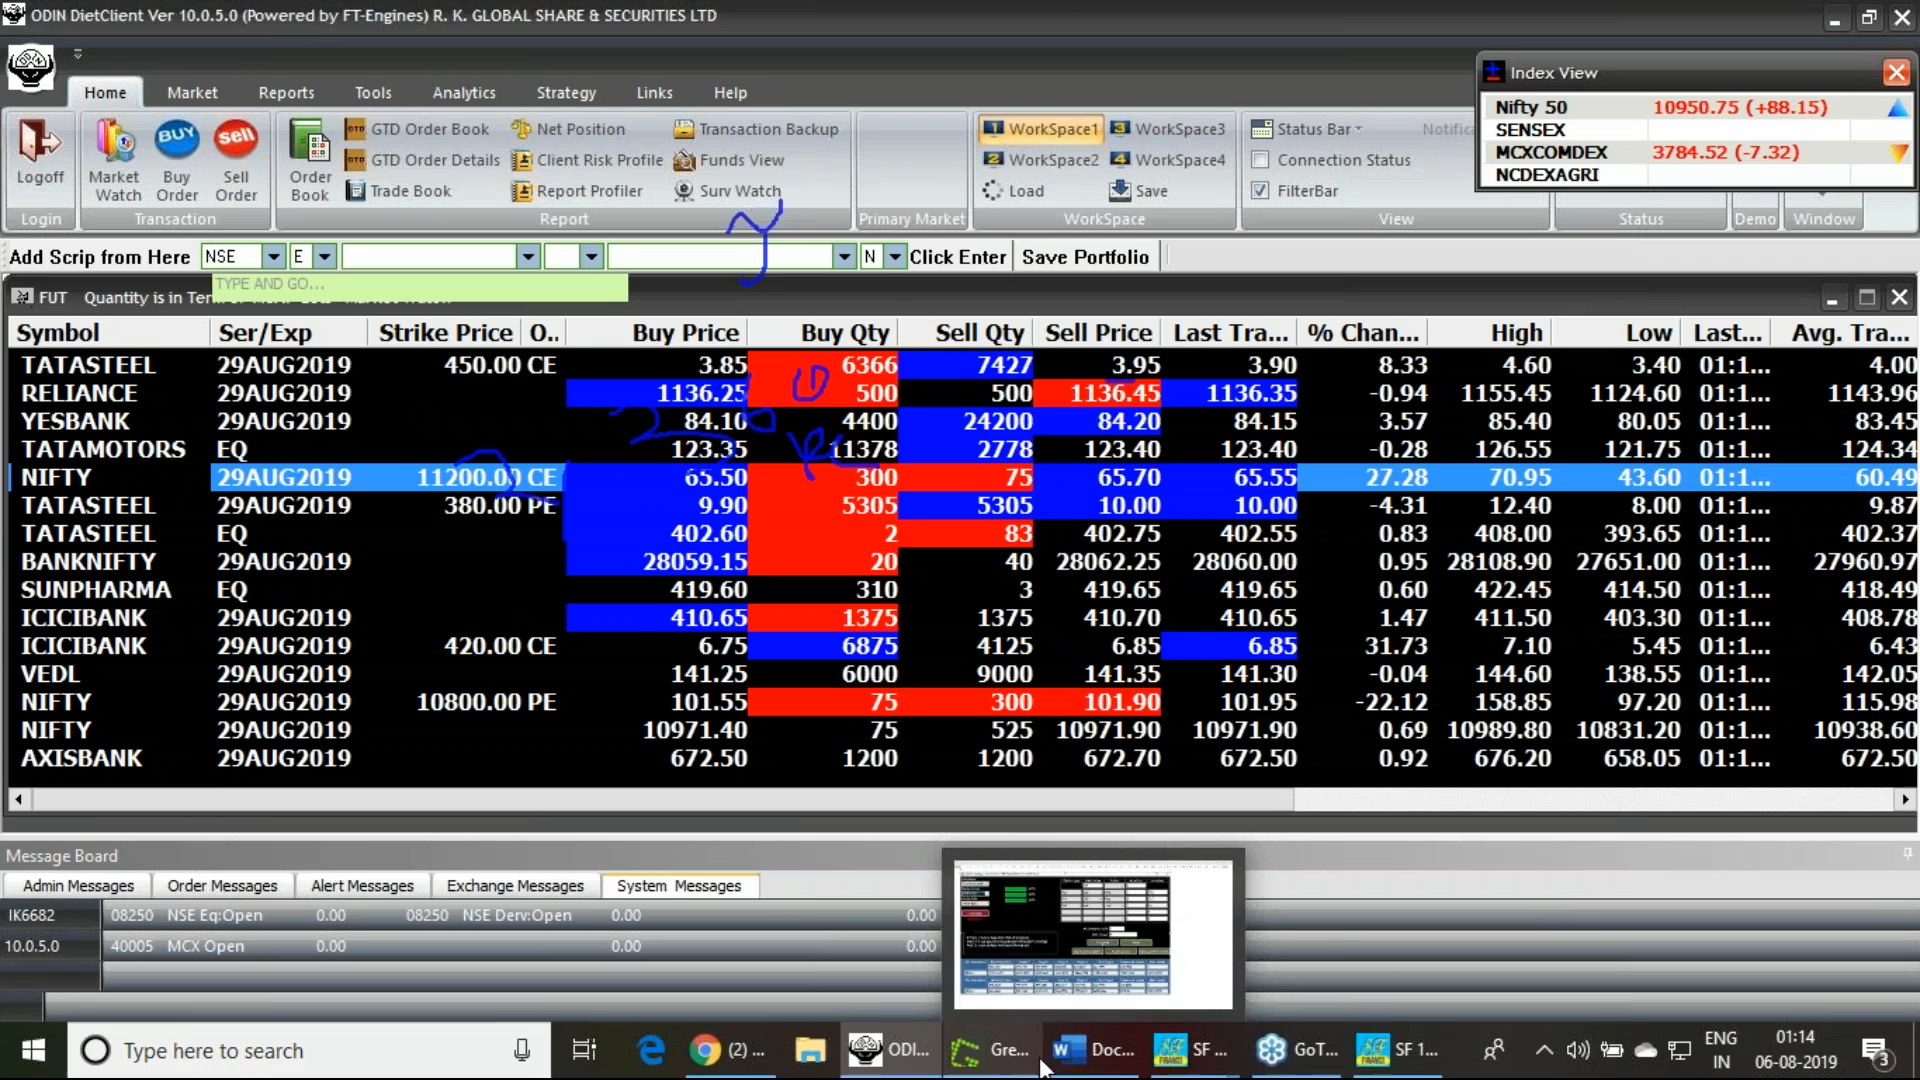 ODIN DietClient Ver 10.0.5.0 (Powered by FT-Engines) R. K. GLOBAL SHARE & SECURITIES LTD
Home Market Reports Tools Analytics Strategy Links Help
Logoff
Login
Market Watch
Buy Order
Sell Order
BUY
sell
Transaction
Order Book
GTD Order Book Net Position Transaction Backup
GTD Order Details Client Risk Profile Funds View
Trade Book Report Profiler Surv Watch
Report
Primary Market
1 WorkSpace1 3 WorkSpace3
2 WorkSpace2 4 WorkSpace4
Load Save
WorkSpace
Status Bar
Connection Status
FilterBar
View
Status
Demo
Window
Index View
Nifty 50 10950.75 (+88.15)
SENSEX
MCXCOMDEX 3784.52 (-7.32)
NCDEXAGRI
Add Scrip from Here NSE E N Click Enter Save Portfolio
TYPE AND GO...
FUT Quantity is in
Symbol Ser/Exp Strike Price O.. Buy Price Buy Qty Sell Qty Sell Price Last Tra... % Chan... High Low Last... Avg. Tra...
TATASTEEL 29AUG2019 450.00 CE 3.85 6366 7427 3.95 3.90 8.33 4.60 3.40 01:1... 4.00
RELIANCE 29AUG2019 1136.25 500 500 1136.45 1136.35 -0.94 1155.45 1124.60 01:1... 1143.96
YESBANK 29AUG2019 84.10 4400 24200 84.20 84.15 3.57 85.40 80.05 01:1... 83.45
TATAMOTORS EQ 123.35 11378 2778 123.40 123.40 -0.28 126.55 121.75 01:1... 124.34
NIFTY 29AUG2019 11200.00 CE 65.50 300 75 65.70 65.55 27.28 70.95 43.60 01:1... 60.49
TATASTEEL 29AUG2019 380.00 PE 9.90 5305 5305 10.00 10.00 -4.31 12.40 8.00 01:1... 9.87
TATASTEEL EQ 402.60 2 83 402.75 402.55 0.83 408.00 393.65 01:1... 402.37
BANKNIFTY 29AUG2019 28059.15 20 40 28062.25 28060.00 0.95 28108.90 27651.00 01:1... 27960.97
SUNPHARMA EQ 419.60 310 3 419.65 419.65 0.60 422.45 414.50 01:1... 418.49
ICICIBANK 29AUG2019 410.65 1375 1375 410.70 410.65 1.47 411.50 403.30 01:1... 408.78
ICICIBANK 29AUG2019 420.00 CE 6.75 6875 4125 6.85 6.85 31.73 7.10 5.45 01:1... 6.43
VEDL 29AUG2019 141.25 6000 9000 141.35 141.30 -0.04 144.60 138.55 01:1... 142.05
NIFTY 29AUG2019 10800.00 PE 101.55 75 300 101.90 101.95 -22.12 158.85 97.20 01:1... 115.98
NIFTY 29AUG2019 10971.40 75 525 10971.90 10971.90 0.69 10989.80 10831.20 01:1... 10938.60
AXISBANK 29AUG2019 672.50 1200 1200 672.70 672.50 0.92 676.20 658.05 01:1... 672.50
Message Board
Admin Messages Order Messages Alert Messages Exchange Messages System Messages
IK6682 08250 NSE Eq:Open 0.00 08250 NSE Derv:Open 0.00 0.00
10.0.5.0 40005 MCX Open 0.00 0.00
Type here to search (2) ... ODI... Gre... Doc... SF ... GoT... SF 1... ENG IN 01:14 06-08-2019 3